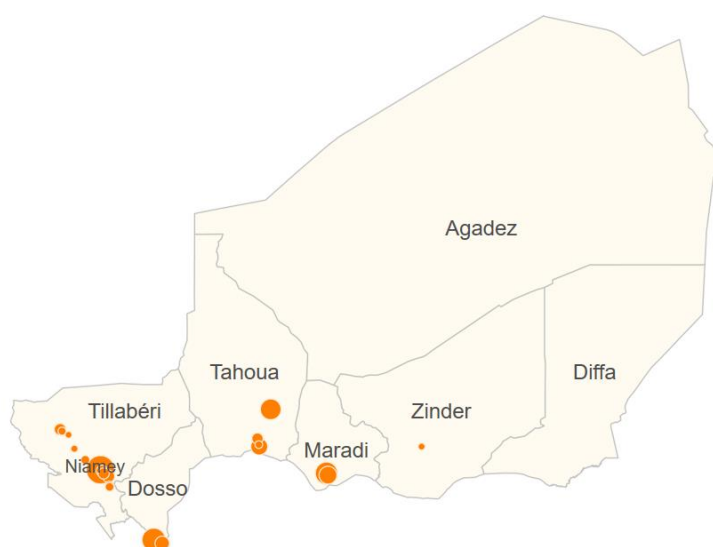 Agadez
Tahoua
Diffa
Tillabéri
Zinder
Maradi
Niamey
Dosso